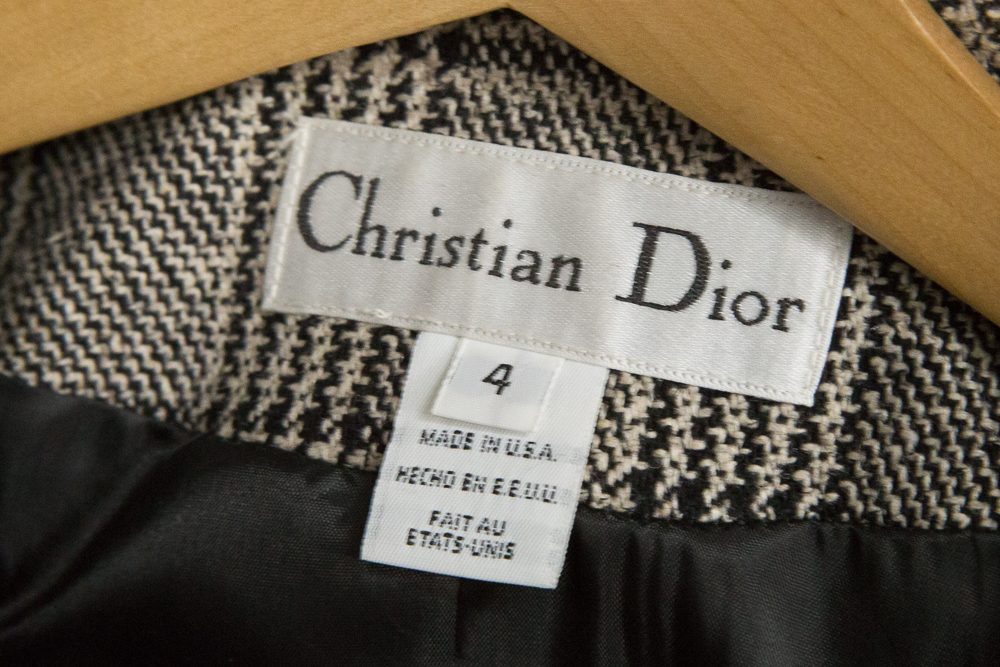 Christian Dior
4
MADE IN U.S.A.
HECHO EN E.E.U.U.
FAIT AU
ETATS-UNIS